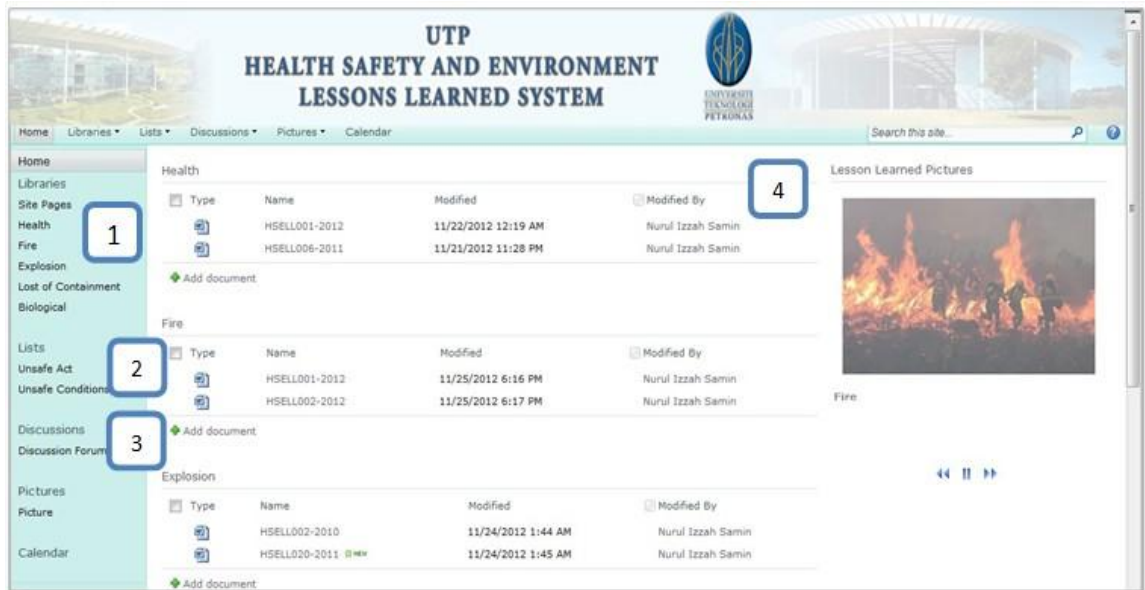 UTP
HEALTH SAFETY AND ENVIRONMENT
LESSONS LEARNED SYSTEM
UNIVERSITI
TEKNOLOGI
PETRONAS
Home Libraries Lists Discussions Pictures Calendar Search this site...
Home
Libraries
Site Pages
Health
Fire
Explosion
Lost of Containment
Biological
Lists
Unsafe Act
Unsafe Conditions
Discussions
Discussion Forum
Pictures
Picture
Calendar
1
2
3
4
Health
Type Name Modified Modified By
HSELL001-2012 11/22/2012 12:19 AM Nurul Izzah Samin
HSELL006-2011 11/21/2012 11:28 PM Nurul Izzah Samin
Add document
Fire
Type Name Modified Modified By
HSELL001-2012 11/25/2012 6:16 PM Nurul Izzah Samin
HSELL002-2012 11/25/2012 6:17 PM Nurul Izzah Samin
Add document
Explosion
Type Name Modified Modified By
HSELL002-2010 11/24/2012 1:44 AM Nurul Izzah Samin
HSELL020-2011 NEW 11/24/2012 1:45 AM Nurul Izzah Samin
Add document
Lesson Learned Pictures
Fire